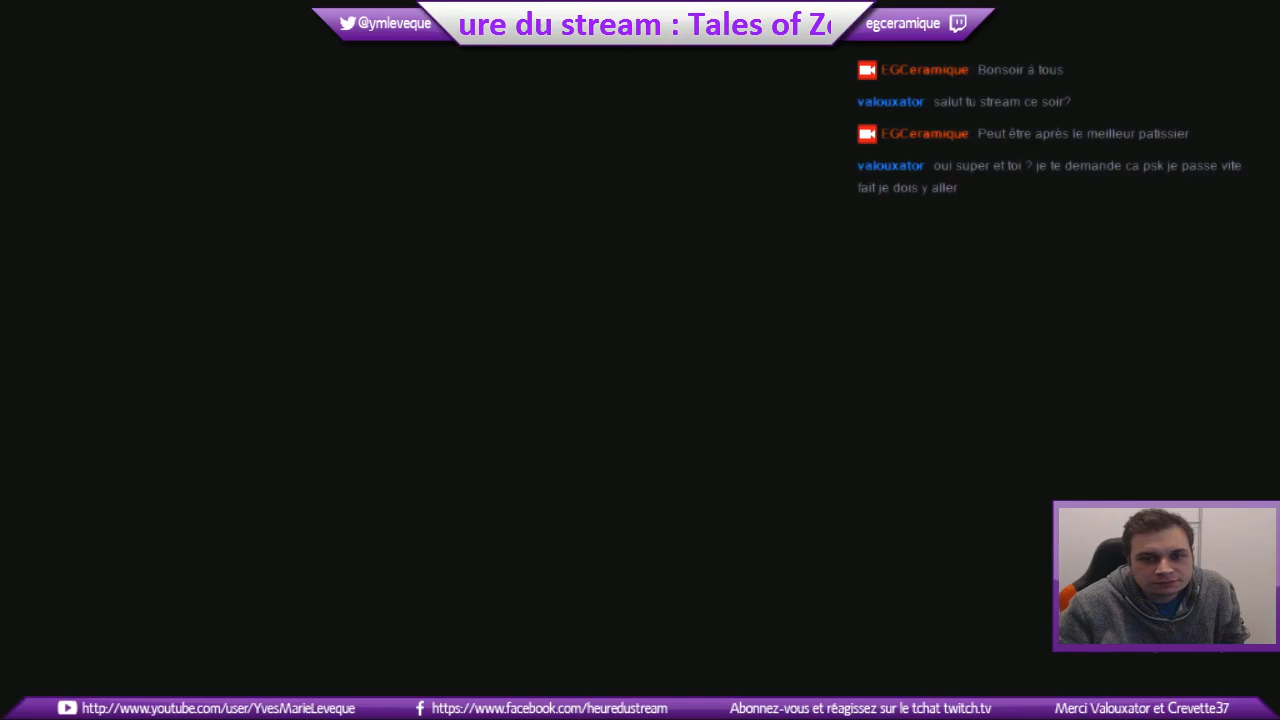 @ymleveque
ure du stream : Tales of Ze
egceramique
EGCeramique Bonsoir à tous
valouxator salut tu stream ce soir?
EGCeramique Peut être après le meilleur patissier
valouxator oui super et toi ? je te demande ca psk je passe vite
fait je dois y aller
http://www.youtube.com/user/YvesMarieLeveque
https://www.facebook.com/heuredustream
Abonnez-vous et réagissez sur le tchat twitch.tv
Merci Valouxator et Crevette37